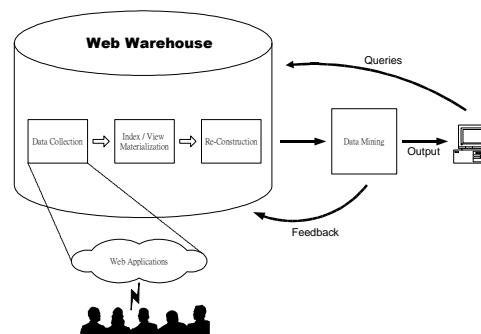 Web Warehouse
Queries
Data Collection
Index / View
Materialization
Re-Construction
Data Mining
Output
Feedback
Web Applications